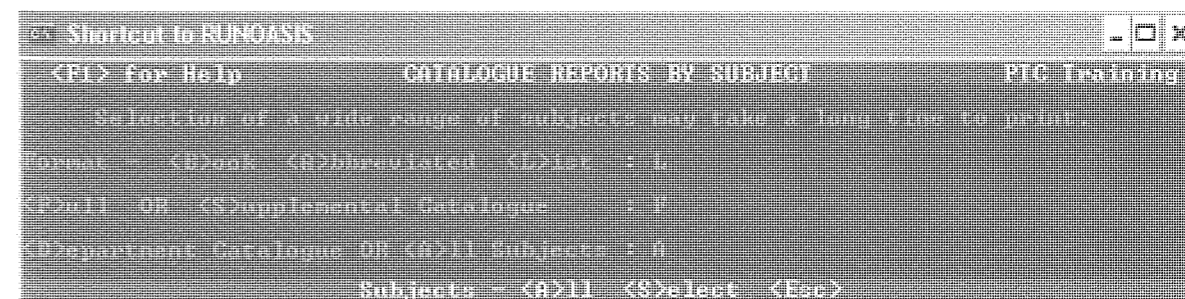 Shortcut to RUNOASIS
<F1> for Help CATALOGUE REPORTS BY SUBJECT PTC Training
Selection of a wide range of subjects may take a long time to print.
Format - <B>ook <A>bbreviated <L>ist : L
<F>ull OR <S>upplemental Catalogue : F
<D>epartment Catalogue OR <A>ll Subjects : A
Subjects - <A>ll <S>elect <Esc>